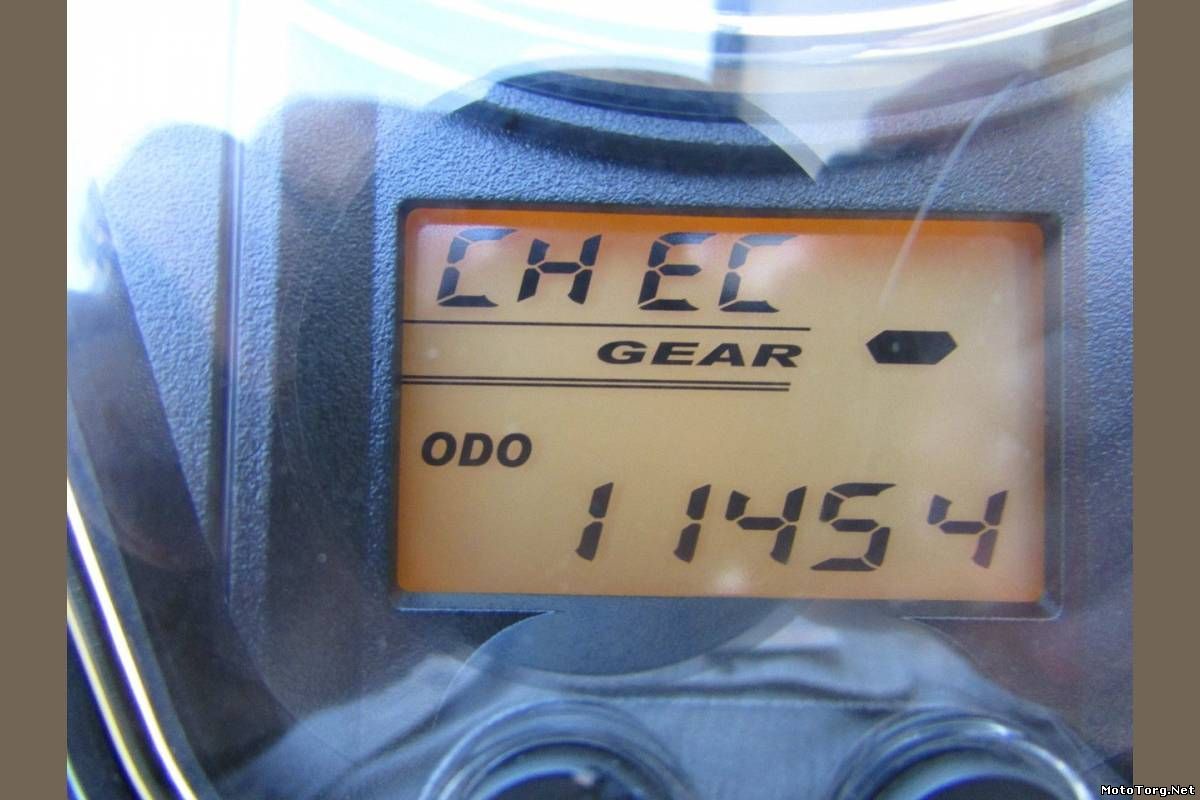 CHEC
GEAR -
ODO
11454
MotoTorg.Net